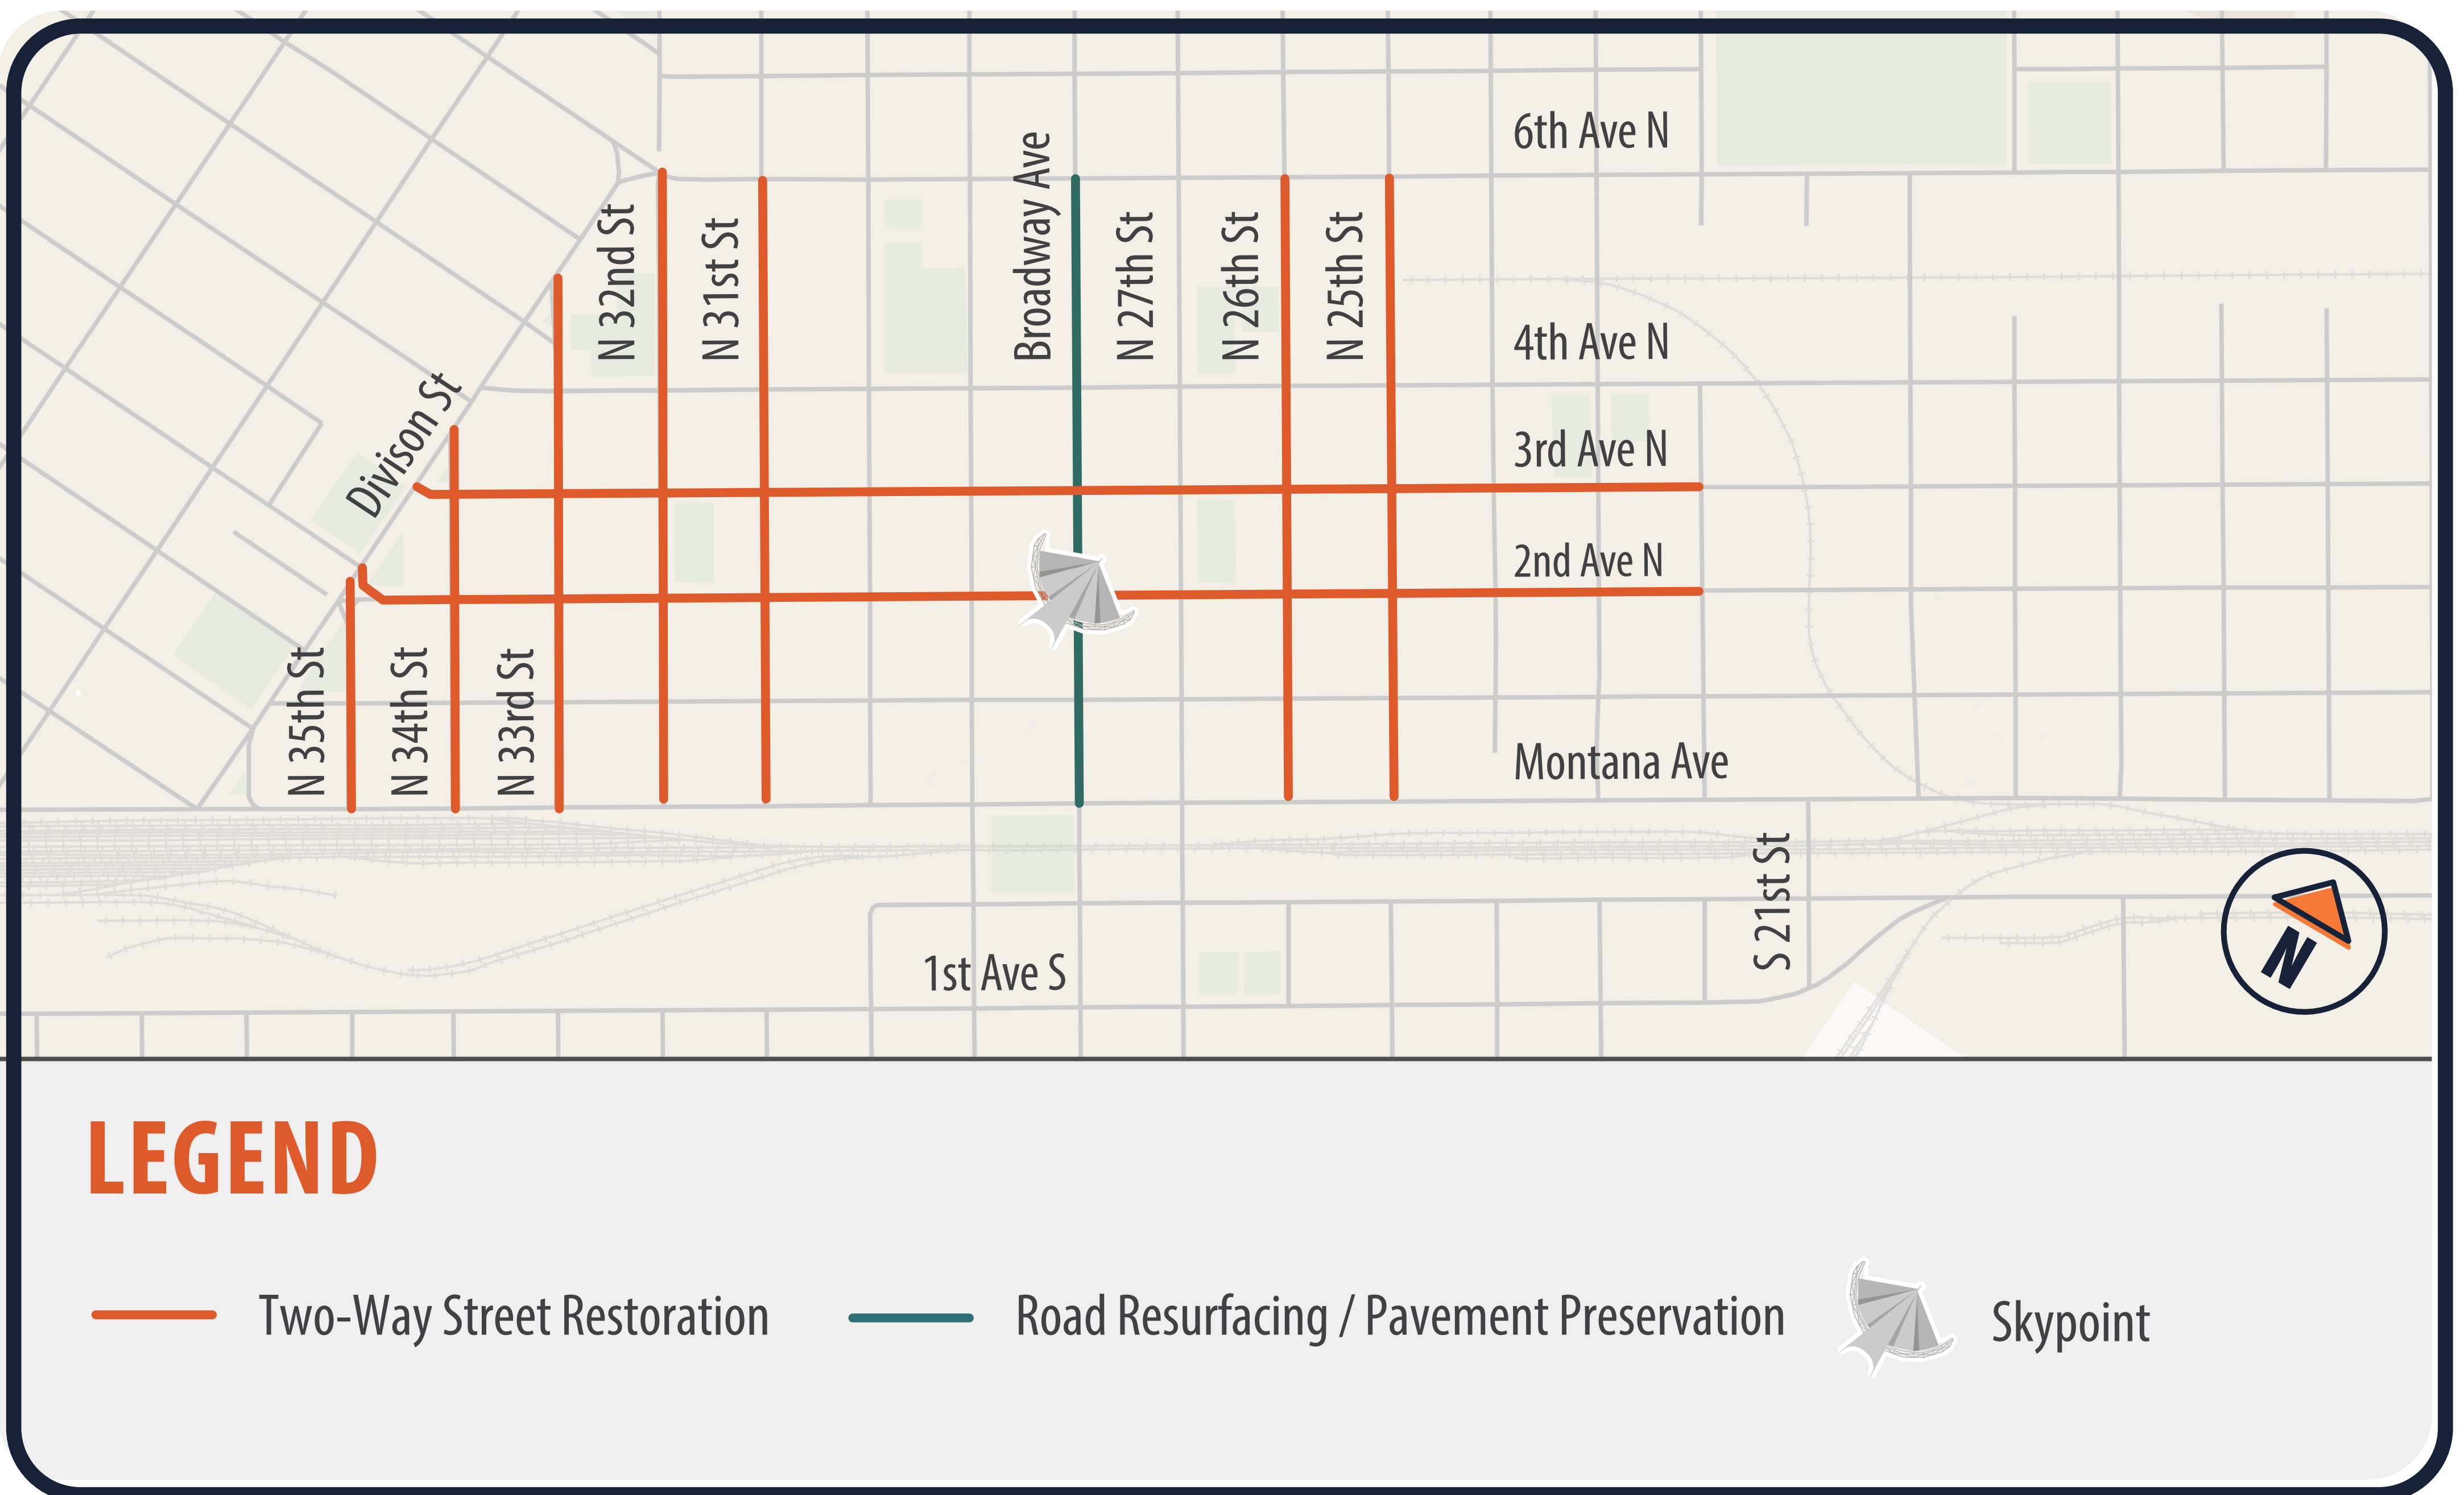 6th Ave N
Broadway Ave
N 32nd St
N 31st St
N 27th St
N 26th St
N 25th St
4th Ave N
Divison St
3rd Ave N
2nd Ave N
N 35th St
N 34th St
N 33rd St
Montana Ave
S 21st St
1st Ave S
N
LEGEND
Two-Way Street Restoration
Road Resurfacing / Pavement Preservation
Skypoint